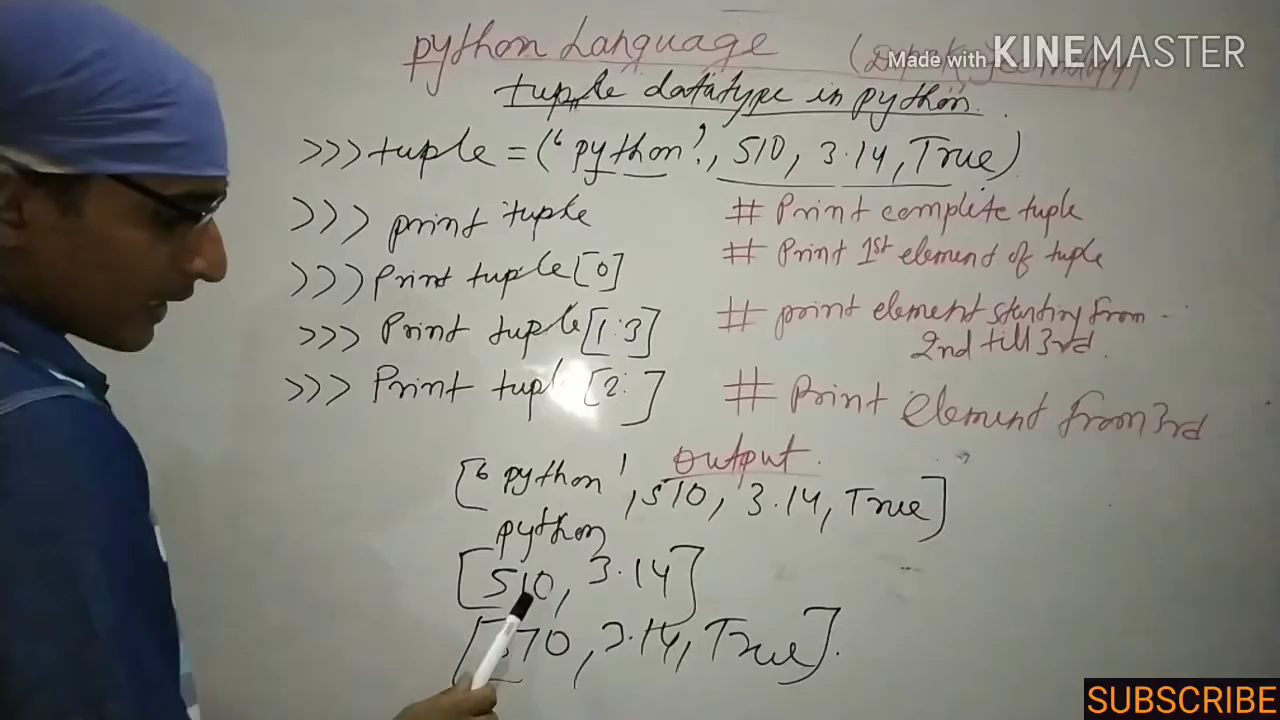 python Language
Made with KINEMASTER
tuple datatype in python.
>>> tuple = ('python', 510, 3.14, True)
>>> print tuple # Print complete tuple
# Print 1st element of tuple
>>> Print tuple [0]
>>> Print tuple [1:3] # print element starting from
2nd till 3rd.
>>> Print tuple [2: ] # Print element from 3rd
Output
['python', 510, 3.14, True]
python
[510, 3.14]
3.14, True].
SUBSCRIBE